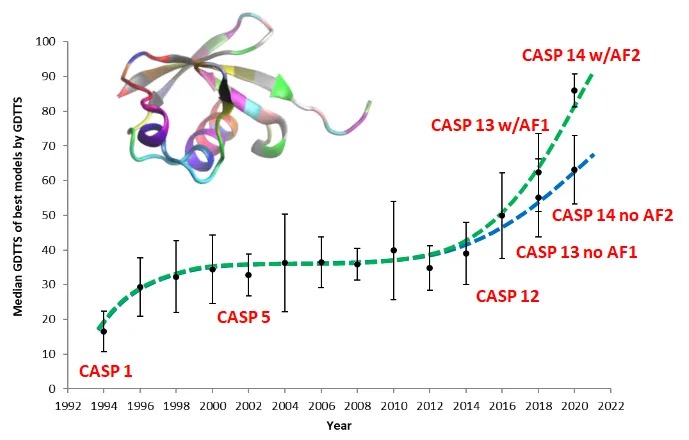 Median GDTTS of best models by GDTTS
100
90
80
70
60
50
40
30
20
10
0
CASP 14 w/AF2
CASP 13 w/AF1
CASP 14 no AF2
CASP 13 no AF1
CASP 12
CASP 5
CASP 1
1992 1994 1996 1998 2000 2002 2004 2006 2008 2010 2012 2014 2016 2018 2020 2022
Year